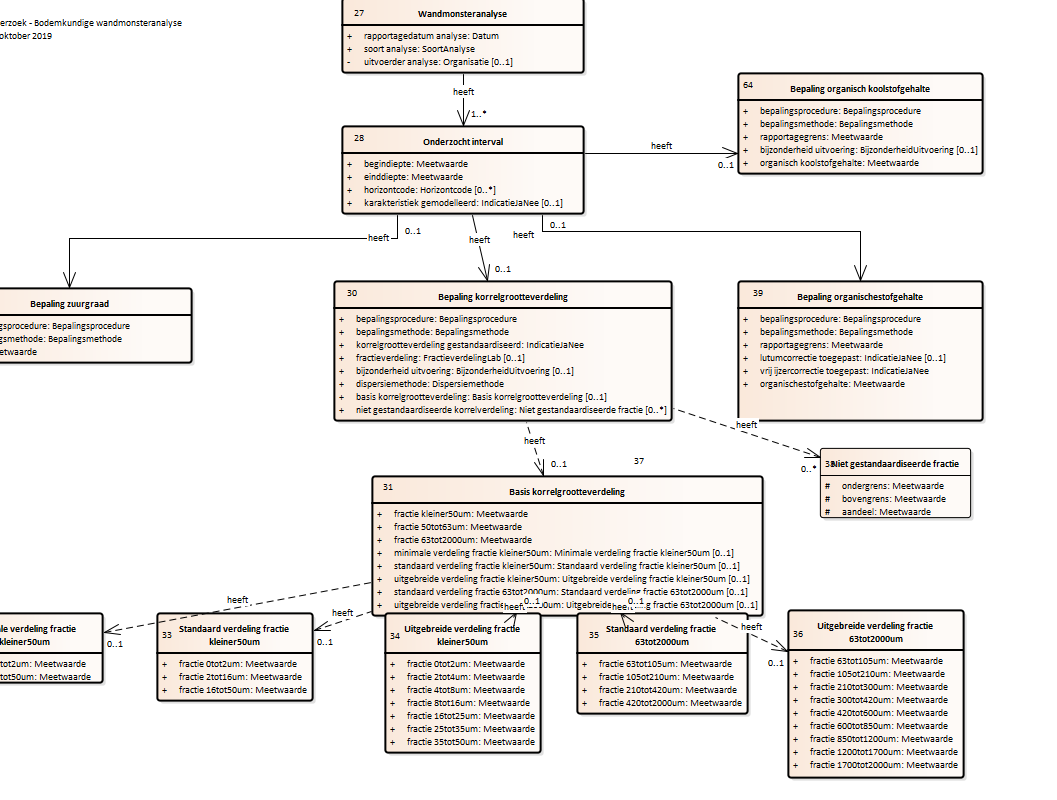 erzoek - Bodemkundige wandmonsteranalyse
oktober 2019
27
Wandmonsteranalyse
+ rapportagedatum analyse: Datum
+ soort analyse: SoortAnalyse
- uitvoerder analyse: Organisatie [0..1]
heeft
1..*
28
Onderzocht interval
+ begindiepte: Meetwaarde
+ einddiepte: Meetwaarde
+ horizontcode: Horizontcode [0..*]
+ karakteristiek gemodelleerd: IndicatieJaNee [0..1]
heeft
0..1
64
Bepaling organisch koolstofgehalte
+ bepalingsprocedure: Bepalingsprocedure
+ bepalingsmethode: Bepalingsmethode
+ rapportagegrens: Meetwaarde
+ bijzonderheid uitvoering: BijzonderheidUitvoering [0..1]
+ organisch koolstofgehalte: Meetwaarde
heeft
0..1
heeft
0..1
heeft
0..1
Bepaling zuurgraad
gsprocedure: Bepalingsprocedure
gsmethode: Bepalingsmethode
etwaarde
30
Bepaling korrelgrootteverdeling
+ bepalingsprocedure: Bepalingsprocedure
+ bepalingsmethode: Bepalingsmethode
+ korrelgrootteverdeling gestandaardiseerd: IndicatieJaNee
+ fractieverdeling: FractieverdelingLab [0..1]
+ bijzonderheid uitvoering: BijzonderheidUitvoering [0..1]
+ dispersiemethode: Dispersiemethode
+ basis korrelgrootteverdeling: Basis korrelgrootteverdeling [0..1]
+ niet gestandaardiseerde korrelverdeling: Niet gestandaardiseerde fractie [0..*]
39
Bepaling organischestofgehalte
+ bepalingsprocedure: Bepalingsprocedure
+ bepalingsmethode: Bepalingsmethode
+ rapportagegrens: Meetwaarde
+ lutumcorrectie toegepast: IndicatieJaNee [0..1]
+ vrij ijzercorrectie toegepast: IndicatieJaNee
+ organischestofgehalte: Meetwaarde
heeft
0..*
heeft
0..1
37
Niet gestandaardiseerde fractie
# ondergrens: Meetwaarde
# bovengrens: Meetwaarde
# aandeel: Meetwaarde
31
Basis korrelgrootteverdeling
+ fractie kleiner50um: Meetwaarde
+ fractie 50tot63um: Meetwaarde
+ fractie 63tot2000um: Meetwaarde
+ minimale verdeling fractie kleiner50um: Minimale verdeling fractie kleiner50um [0..1]
+ standaard verdeling fractie kleiner50um: Standaard verdeling fractie kleiner50um [0..1]
+ uitgebreide verdeling fractie kleiner50um: Uitgebreide verdeling fractie kleiner50um [0..1]
+ standaard verdeling fractie 63tot2000um: Standaard verdeling fractie 63tot2000um [0..1]
+ uitgebreide verdeling fractie 00um: Uitgebreide g fractie 63tot2000um [0..1]
heeft
0..1
heeft
0..1
heeft
0..1
heeft
0..1
heeft
0..1
le verdeling fractie
kleiner50um
tot2um: Meetwaarde
tot50um: Meetwaarde
33
Standaard verdeling fractie
kleiner50um
+ fractie 0tot2um: Meetwaarde
+ fractie 2tot16um: Meetwaarde
+ fractie 16tot50um: Meetwaarde
34
Uitgebreide verdeling fractie
kleiner50um
+ fractie 0tot2um: Meetwaarde
+ fractie 2tot4um: Meetwaarde
+ fractie 4tot8um: Meetwaarde
+ fractie 8tot16um: Meetwaarde
+ fractie 16tot25um: Meetwaarde
+ fractie 25tot35um: Meetwaarde
+ fractie 35tot50um: Meetwaarde
35
Standaard verdeling fractie
63tot2000um
+ fractie 63tot105um: Meetwaarde
+ fractie 105tot210um: Meetwaarde
+ fractie 210tot420um: Meetwaarde
+ fractie 420tot2000um: Meetwaarde
36
Uitgebreide verdeling fractie
63tot2000um
+ fractie 63tot105um: Meetwaarde
+ fractie 105tot210um: Meetwaarde
+ fractie 210tot300um: Meetwaarde
+ fractie 300tot420um: Meetwaarde
+ fractie 420tot600um: Meetwaarde
+ fractie 600tot850um: Meetwaarde
+ fractie 850tot1200um: Meetwaarde
+ fractie 1200tot1700um: Meetwaarde
+ fractie 1700tot2000um: Meetwaarde